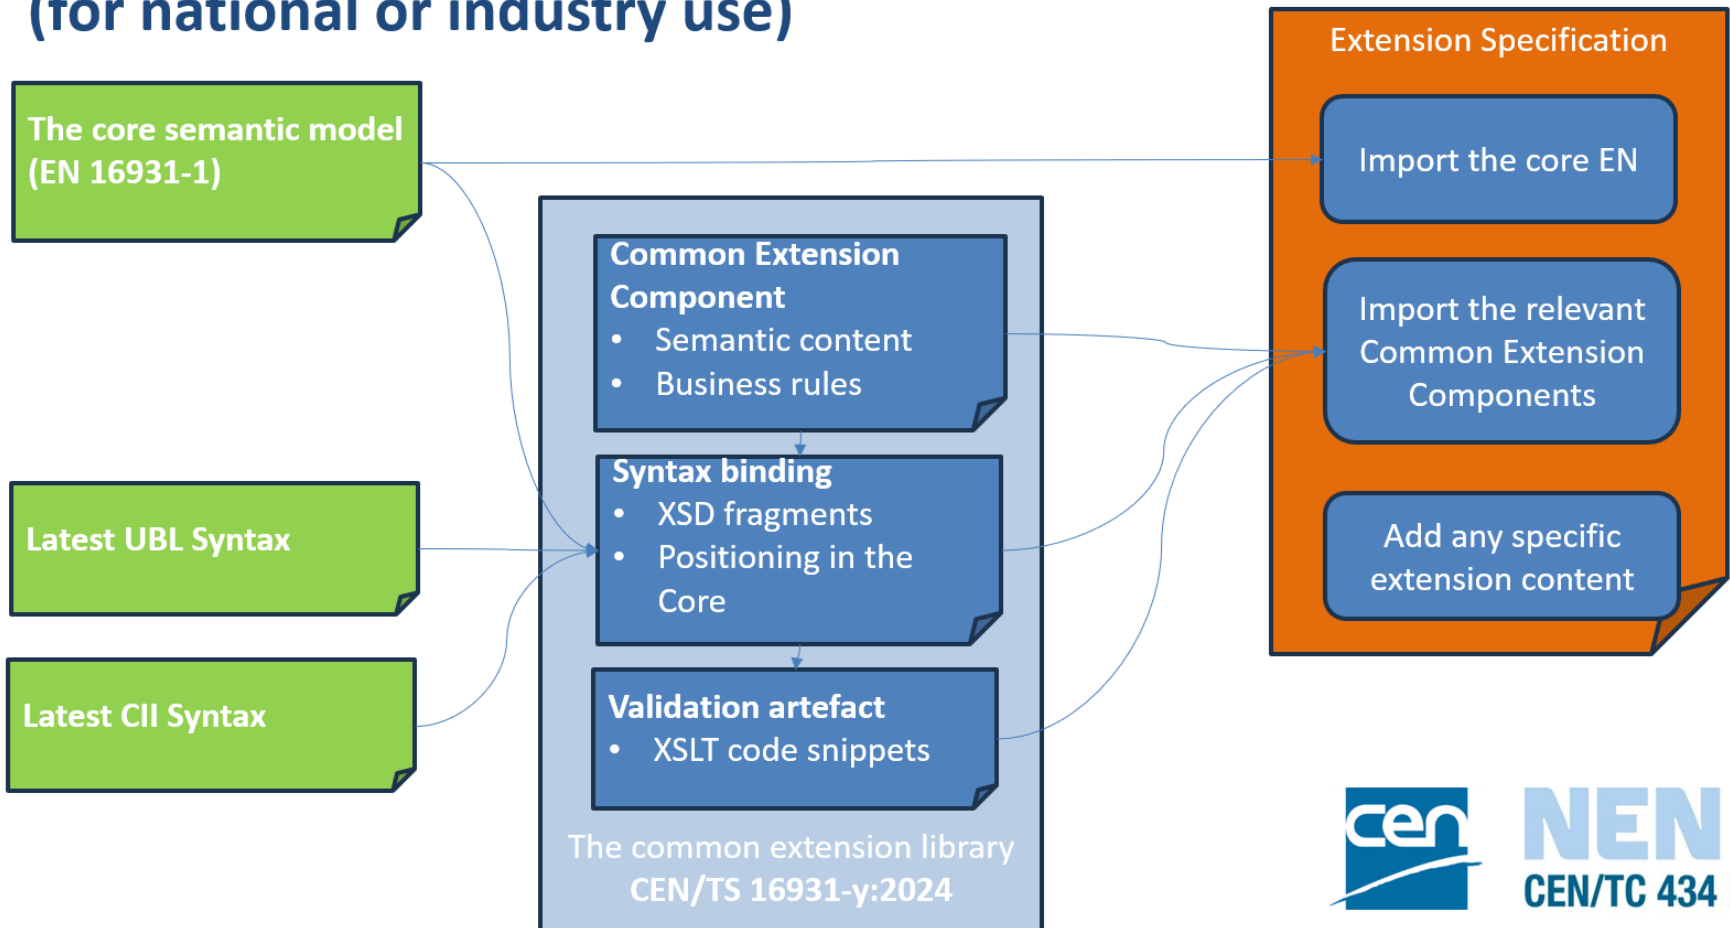 (for national or industry use)
The core semantic model
(EN 16931-1)
Latest UBL Syntax
Latest CII Syntax
Common Extension
Component
• Semantic content
• Business rules
Syntax binding
• XSD fragments
• Positioning in the
Core
Validation artefact
• XSLT code snippets
The common extension library
CEN/TS 16931-y:2024
Extension Specification
Import the core EN
Import the relevant
Common Extension
Components
Add any specific
extension content
cen
NEN
CEN/TC 434